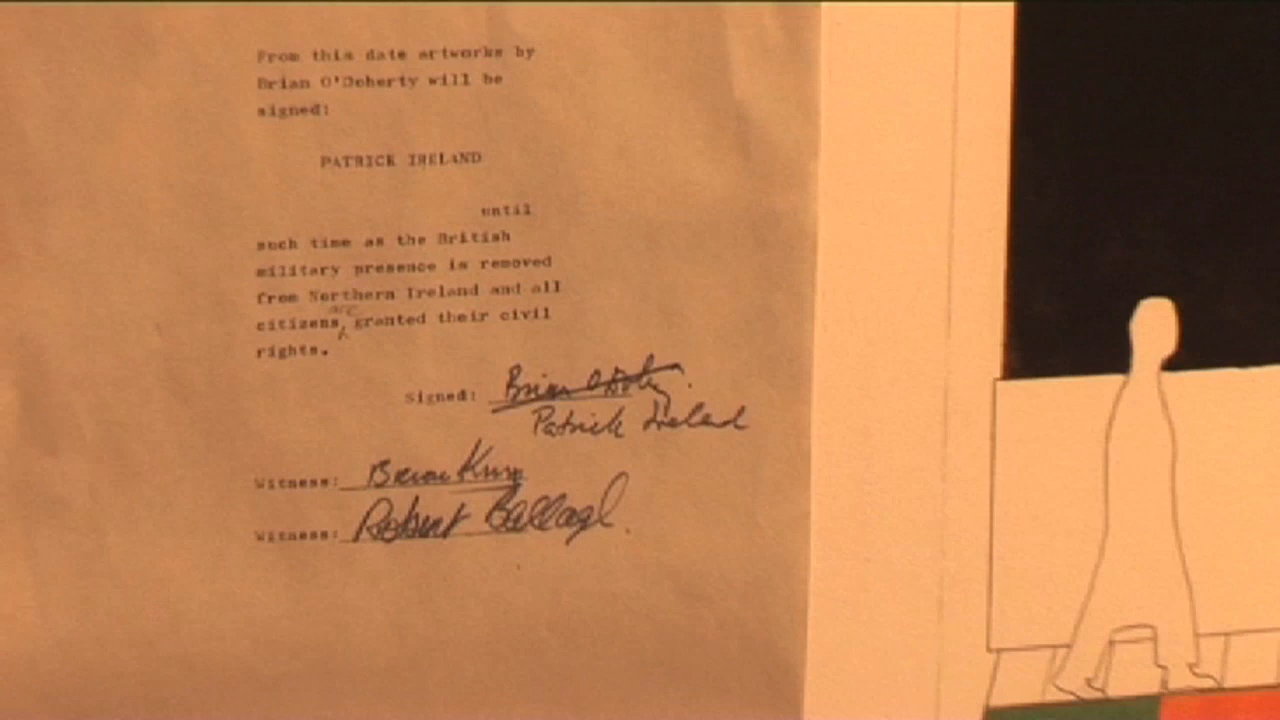 From this date artworks by
Brian O'Doherty will be
signed:
PATRICK IRELAND
until
such time as the British
military presence is removed
from Northern Ireland and all
are
citizens, granted their civil
rights.
Signed: Brian O'Doherty
Patrick Ireland
Witness: Brian King
Witness: Robert Ballagh